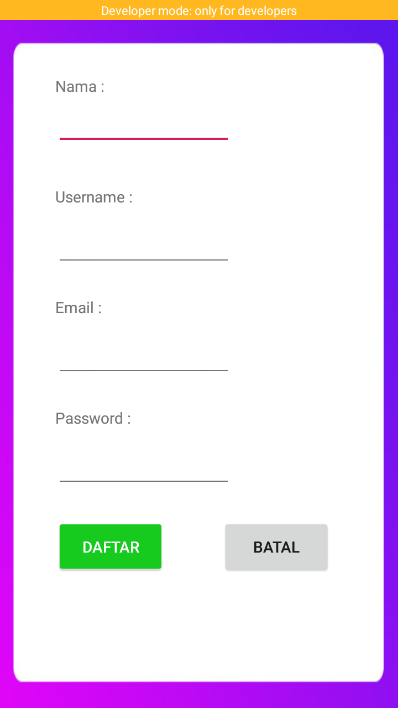 Developer mode: only for developers
Nama :
Username :
Email :
Password :
DAFTAR
BATAL